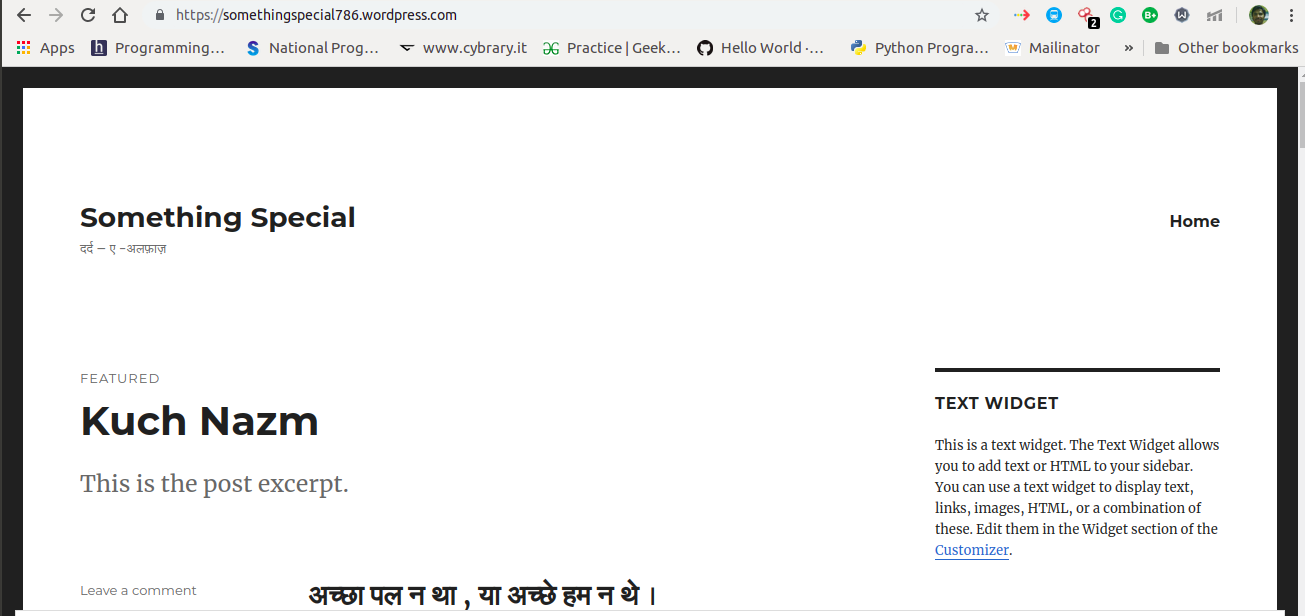 https://somethingspecial786.wordpress.com
2
Apps
Programming...
National Prog...
www.cybrary.it
Practice | Geek...
Hello World ·...
Python Progra...
Mailinator
»
Other bookmarks
Something Special
Home
दर्द – ए -अलफ़ाज़
FEATURED
Kuch Nazm
This is the post excerpt.
TEXT WIDGET
This is a text widget. The Text Widget allows
you to add text or HTML to your sidebar.
You can use a text widget to display text,
links, images, HTML, or a combination of
these. Edit them in the Widget section of the
Customizer.
Leave a comment
अच्छा पल न था , या अच्छे हम न थे ।